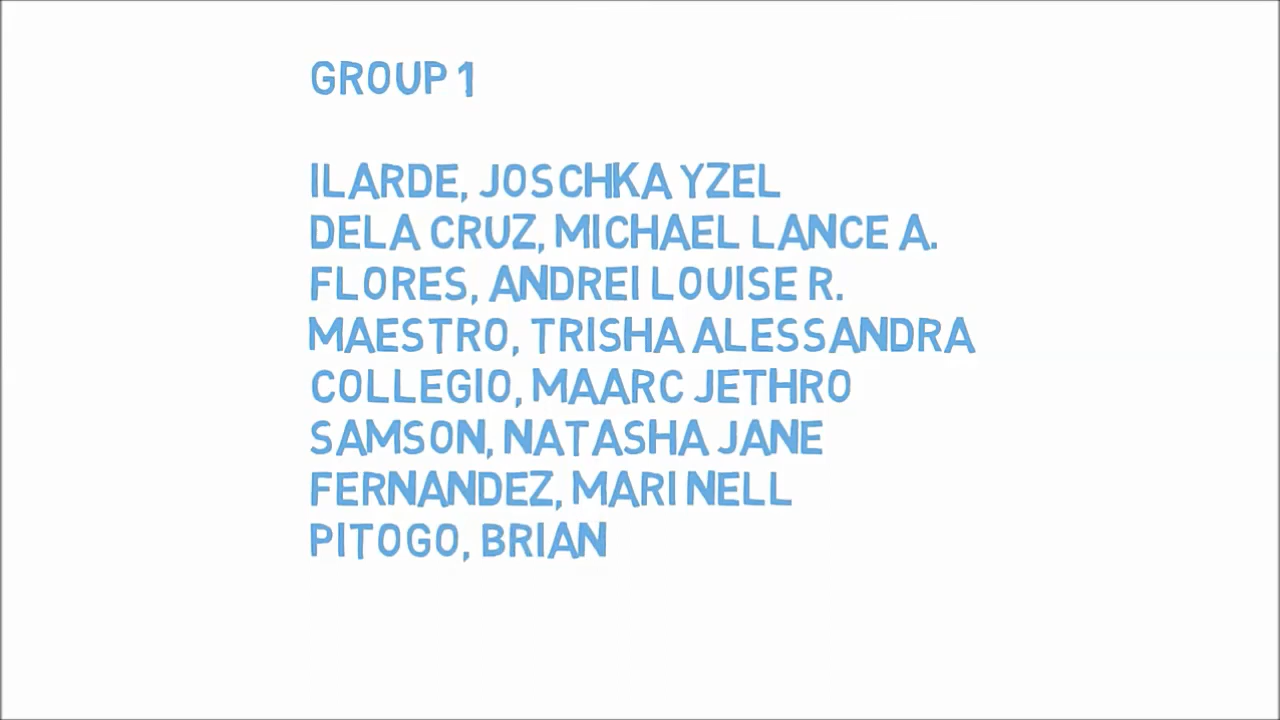 GROUP 1
ILARDE, JOSCHKA YZEL
DELA CRUZ, MICHAEL LANCE A.
FLORES, ANDREI LOUISE R.
MAESTRO, TRISHA ALESSANDRA
COLLEGIO, MAARC JETHRO
SAMSON, NATASHA JANE
FERNANDEZ, MARI NELL
PITOGO, BRIAN